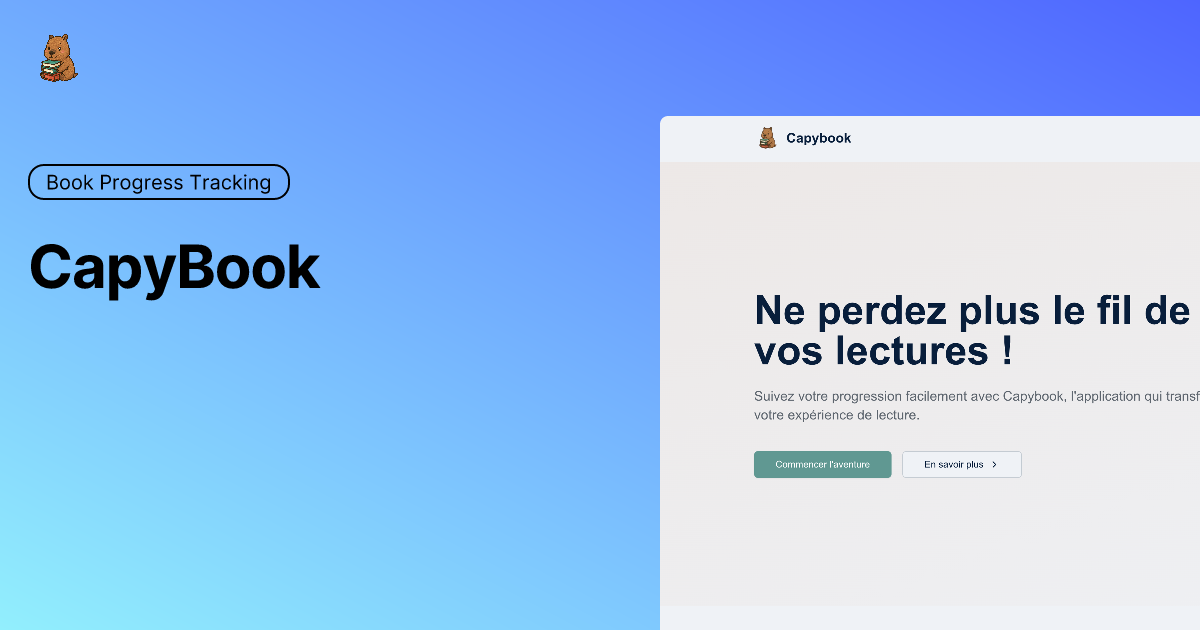 Book Progress Tracking
CapyBook
Capybook
Ne perdez plus le fil de
vos lectures !
Suivez votre progression facilement avec Capybook, l'application qui transf
votre expérience de lecture.
Commencer l'aventure
En savoir plus